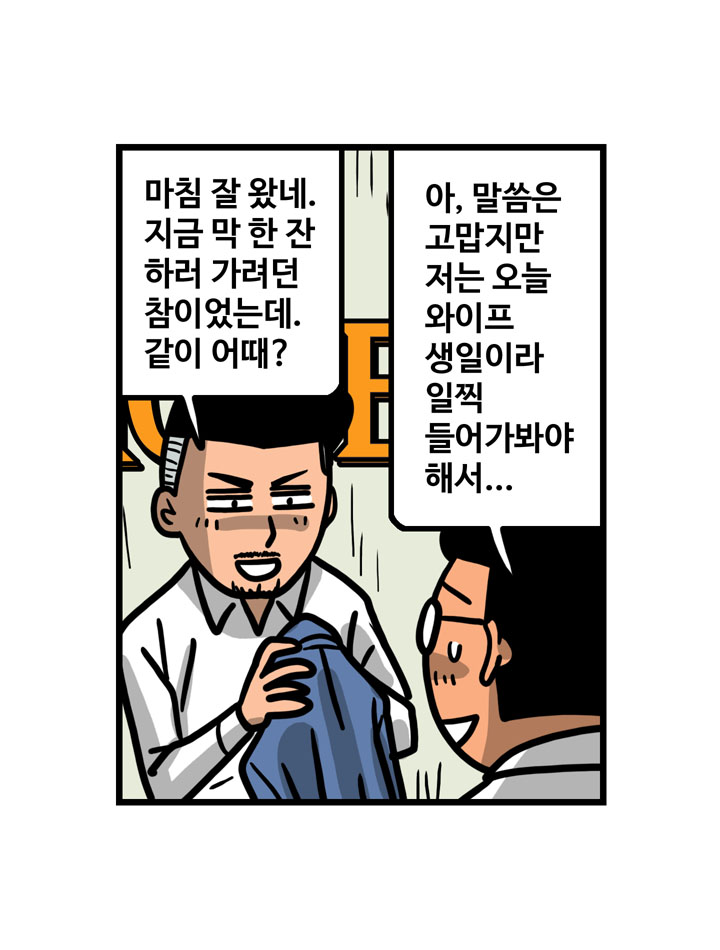 마침 잘 왔네.
지금 막 한 잔
하러 가려던
참이었는데.
같이 어때?
아, 말씀은
고맙지만
저는 오늘
와이프
생일이라
일찍
들어가봐야
해서...